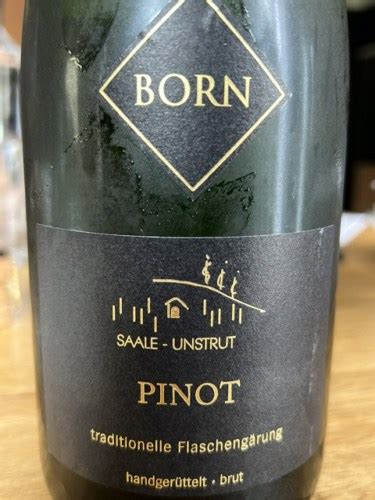 BORN
SAALE - UNSTRUT
PINOT
traditionelle Flaschengärung
handgerüttelt • brut